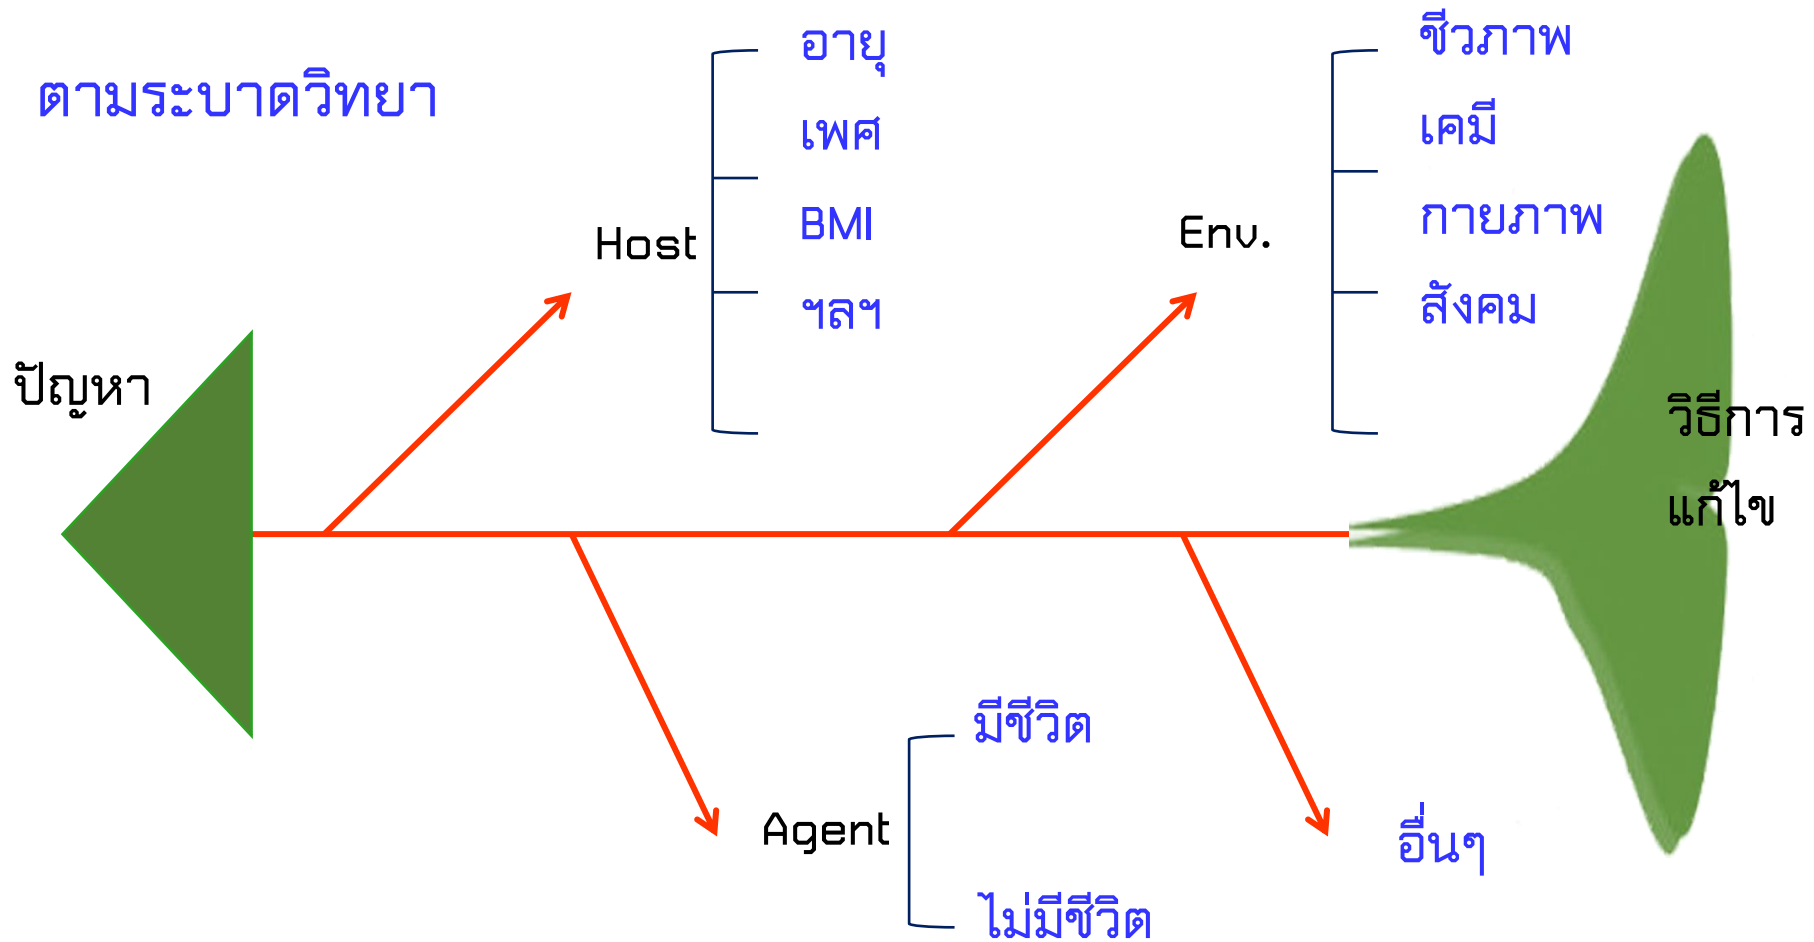 ตามระบาดวิทยา
ปัญหา
Host
อายุ
เพศ
BMI
ฯลฯ
Env.
ชีวภาพ
เคมี
กายภาพ
สังคม
วิธีการ
แก้ไข
Agent
มีชีวิต
ไม่มีชีวิต
อื่นๆ